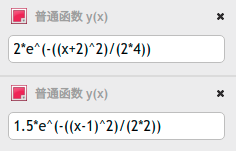 普通函数 y(x)
2*e^(-((x+2)^2)/(2*4))
普通函数 y(x)
1.5*e^(-((x-1)^2)/(2*2))